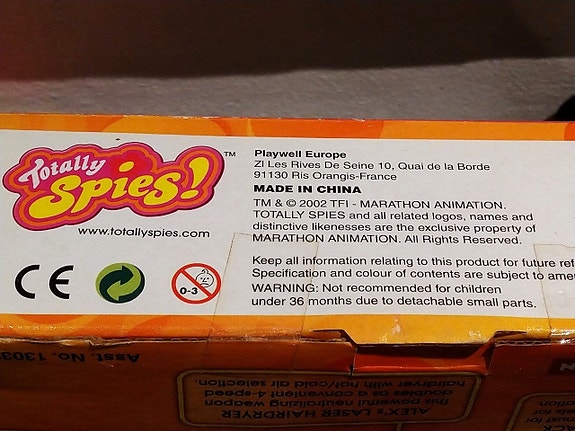 Totally
Spies!™
www.totallyspies.com
CE
0-3
Playwell Europe
ZI Les Rives De Seine 10, Quai de la Borde
91130 Ris Orangis-France
MADE IN CHINA
TM & © 2002 TFI - MARATHON ANIMATION.
TOTALLY SPIES and all related logos, names and
distinctive likenesses are the exclusive property of
MARATHON ANIMATION. All Rights Reserved.
Keep all information relating to this product for future ref
Specification and colour of contents are subject to
WARNING: Not recommended for children
under 36 months due to detachable small parts.
Asst. No. 1303
ALEX'S LASER HAIRDRYER
this powerful neutralizing weapon
doubles as a convenient 4-speed
hairdryer with hot/cold air selection.